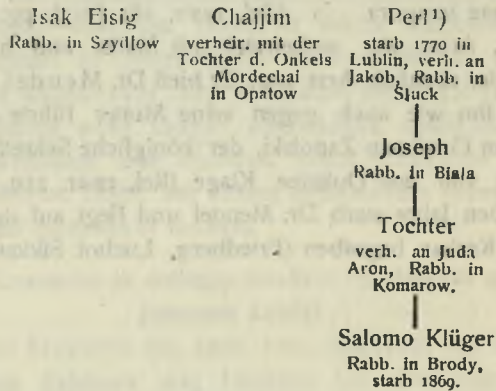 Isak Eisig
Rabb. in Szydlow
Chajjim
verheir. mit der
Tochter d. Onkels
Mordechai
in Opatow
Perl¹)
starb 1770 in
Lublin, verh. an
Jakob, Rabb. in
Sluck
Joseph
Rabb. in Biala
Tochter
verh. an Juda
Aron, Rabb. in
Komarow.
Salomo Klüger
Rabb. in Brody,
starb 1869.